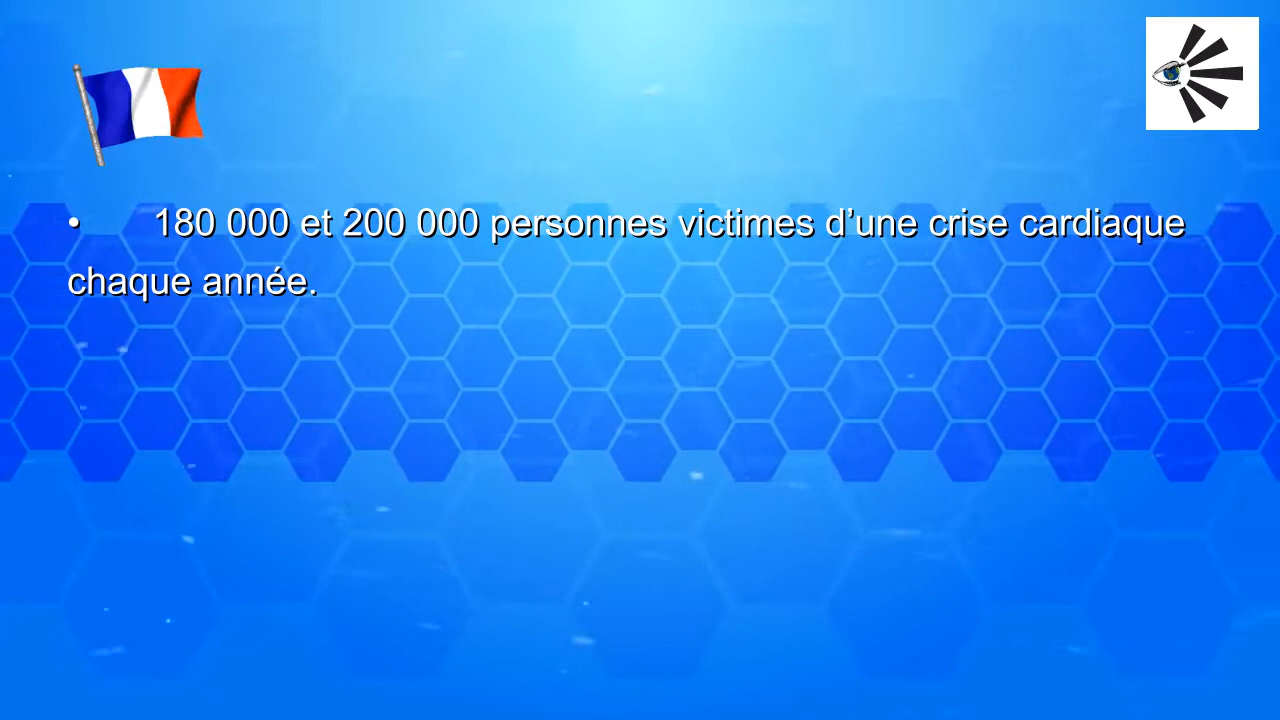 • 180 000 et 200 000 personnes victimes d’une crise cardiaque
chaque année.